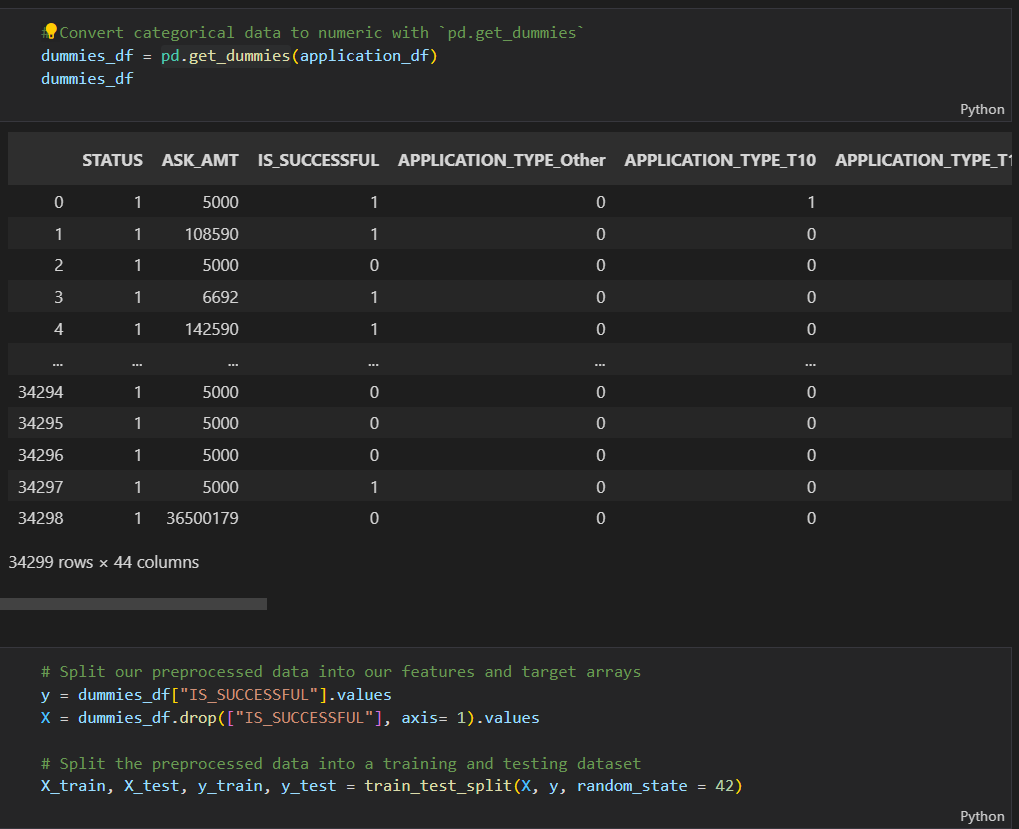 # Convert categorical data to numeric with `pd.get_dummies`
dummies_df = pd.get_dummies(application_df)
dummies_df
Python
STATUS ASK_AMT IS_SUCCESSFUL APPLICATION_TYPE_Other APPLICATION_TYPE_T10 APPLICATION_TYPE_T1
0 1 5000 1 0 1
1 1 108590 1 0 0
2 1 5000 0 0 0
3 1 6692 1 0 0
4 1 142590 1 0 0
... ... ... ... ... ...
34294 1 5000 0 0 0
34295 1 5000 0 0 0
34296 1 5000 0 0 0
34297 1 5000 1 0 0
34298 1 36500179 0 0 0
34299 rows × 44 columns
# Split our preprocessed data into our features and target arrays
y = dummies_df["IS_SUCCESSFUL"].values
X = dummies_df.drop(["IS_SUCCESSFUL"], axis= 1).values
# Split the preprocessed data into a training and testing dataset
X_train, X_test, y_train, y_test = train_test_split(X, y, random_state = 42)
Python